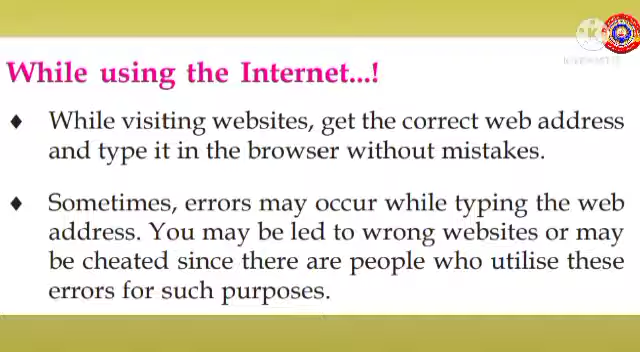 While using the Internet...!
♦ While visiting websites, get the correct web address
and type it in the browser without mistakes.
♦ Sometimes, errors may occur while typing the web
address. You may be led to wrong websites or may
be cheated since there are people who utilise these
errors for such purposes.